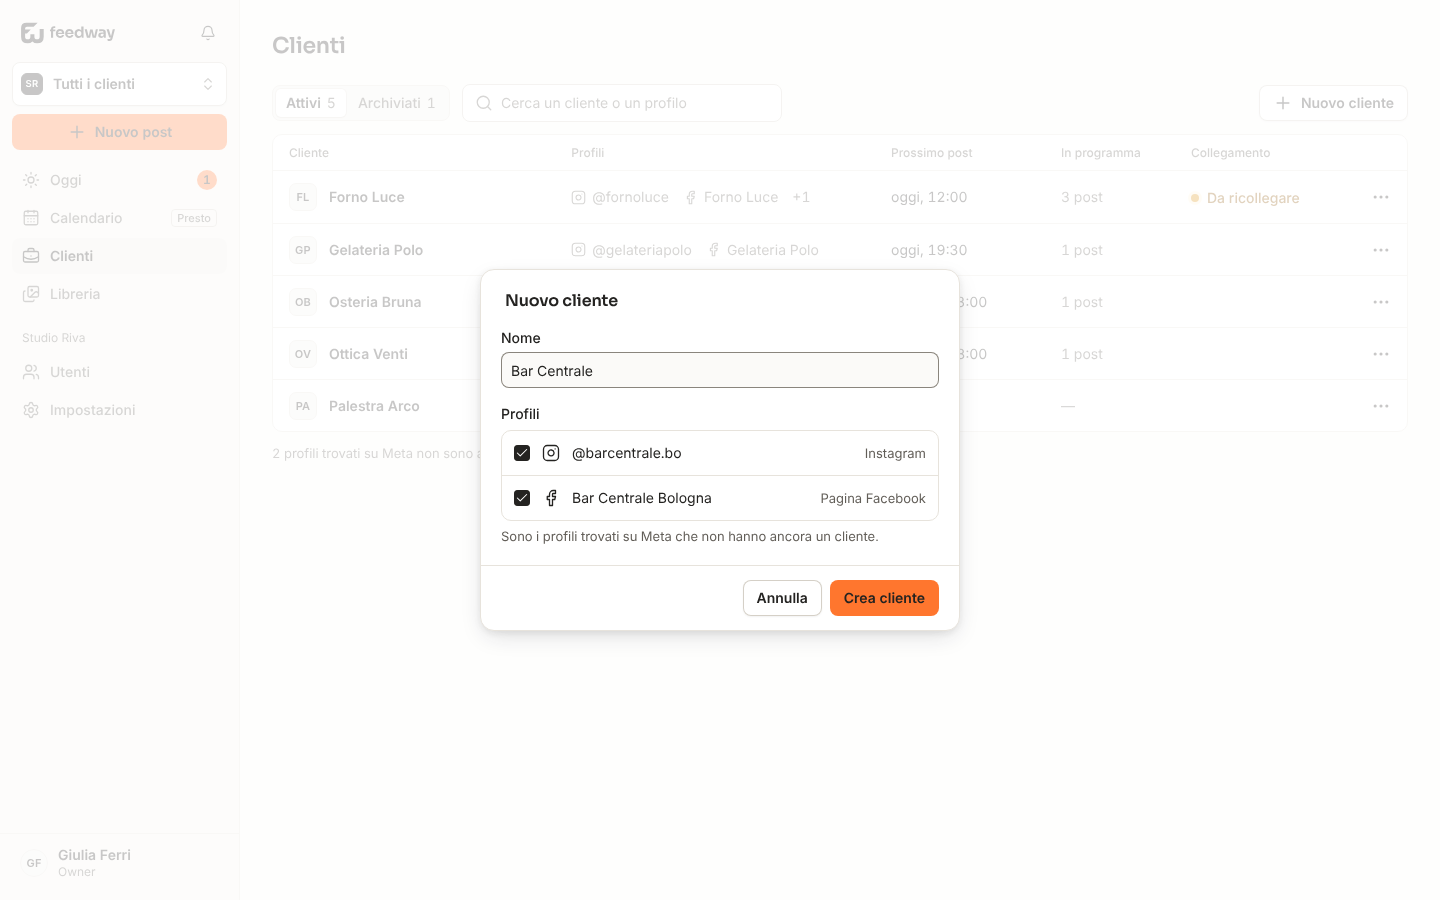 feedway
SR Tutti i clienti
Nuovo post
Oggi 1
Calendario Presto
Clienti
Libreria
Studio Riva
Utenti
Impostazioni
GF Giulia Ferri
Owner
Clienti
Attivi 5 Archiviati 1 Cerca un cliente o un profilo Nuovo cliente
Cliente Profili Prossimo post In programma Collegamento
FL Forno Luce @fornoluce Forno Luce +1 oggi, 12:00 3 post Da ricollegare
GP Gelateria Polo @gelateriapolo Gelateria Polo oggi, 19:30 1 post
OB Osteria Bruna 1 post
OV Ottica Venti 1 post
PA Palestra Arco —
2 profili trovati su Meta non sono
Nuovo cliente
Nome
Bar Centrale
Profili
@barcentrale.bo Instagram
Bar Centrale Bologna Pagina Facebook
Sono i profili trovati su Meta che non hanno ancora un cliente.
Annulla Crea cliente